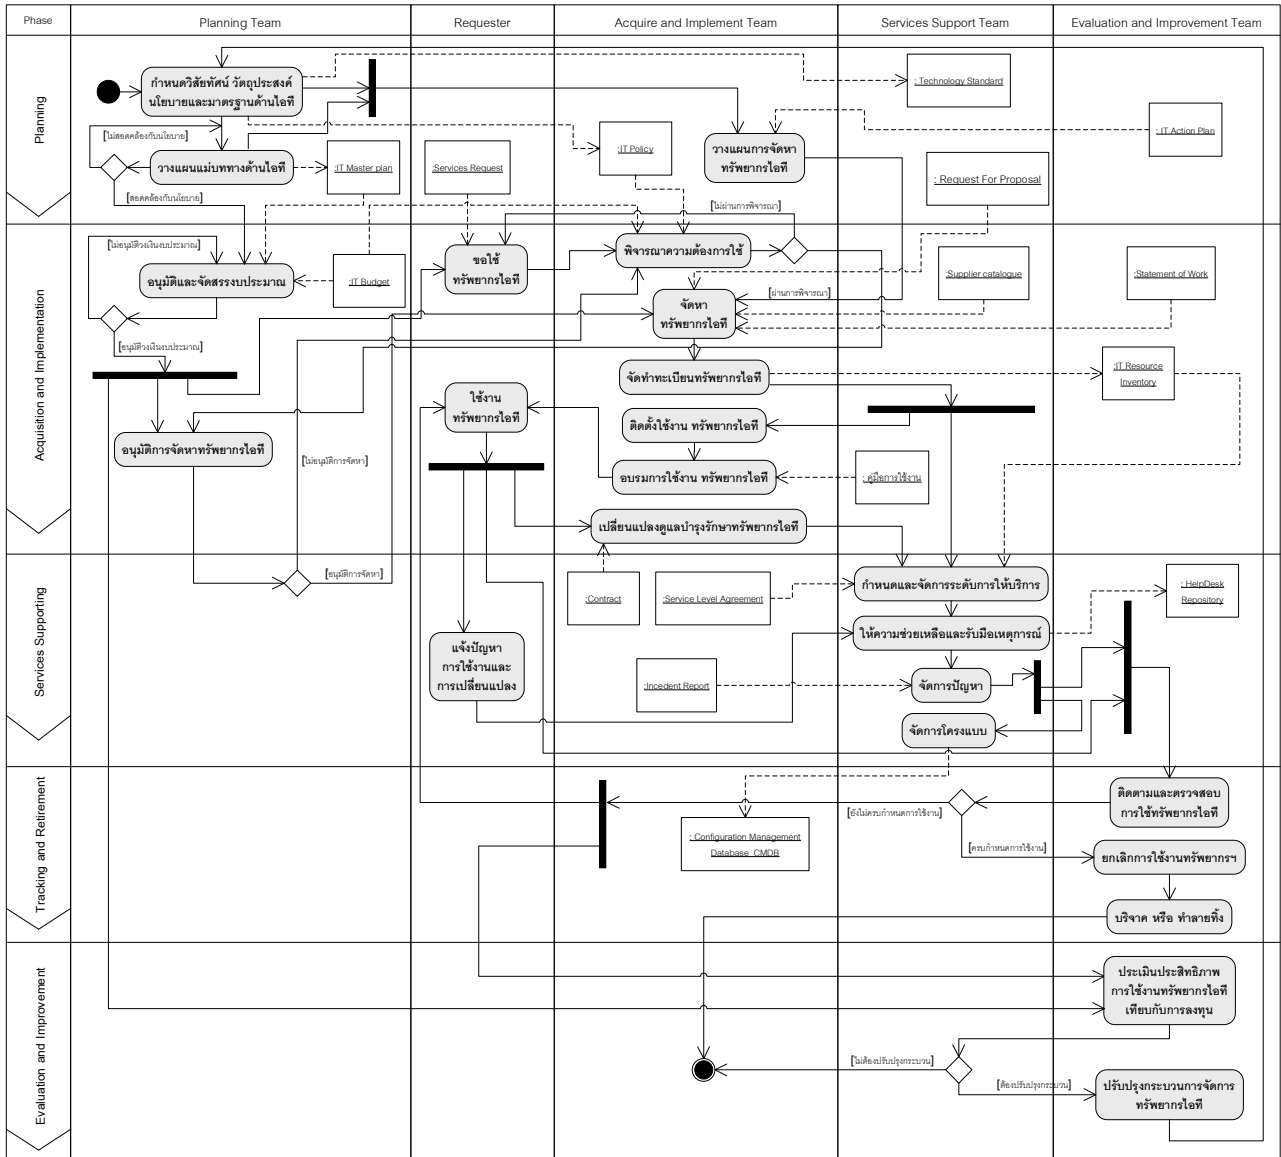 Phase
Planning Team
Requester
Acquire and Implement Team
Services Support Team
Evaluation and Improvement Team
Planning
กำหนดวิสัยทัศน์ วัตถุประสงค์
นโยบายและมาตรฐานด้านไอที
: Technology Standard
[ไม่สอดคล้องกับนโยบาย]
วางแผนแม่บททางด้านไอที
:IT Master plan
:Services Request
:IT Policy
วางแผนการจัดหา
ทรัพยากรไอที
: IT Action Plan
: Request For Proposal
[สอดคล้องกับนโยบาย]
[ไม่ผ่านการพิจารณา]
Acquisition and Implementation
[ไม่อนุมัติวงเงินงบประมาณ]
อนุมัติและจัดสรรงบประมาณ
:IT Budget
ขอใช้
ทรัพยากรไอที
พิจารณาความต้องการใช้
:Supplier catalogue
:Statement of Work
[ผ่านการพิจารณา]
จัดหา
ทรัพยากรไอที
[อนุมัติวงเงินงบประมาณ]
จัดทำทะเบียนทรัพยากรไอที
:IT Resource
Inventory
ใช้งาน
ทรัพยากรไอที
ติดตั้งใช้งาน ทรัพยากรไอที
อนุมัติการจัดหาทรัพยากรไอที
[ไม่อนุมัติการจัดหา]
อบรมการใช้งาน ทรัพยากรไอที
: คู่มือการใช้งาน
เปลี่ยนแปลงดูแลบำรุงรักษาทรัพยากรไอที
Services Supporting
[อนุมัติการจัดหา]
:Contract
:Service Level Agreement
กำหนดและจัดการระดับการให้บริการ
:HelpDesk
Repository
ให้ความช่วยเหลือและรับมือเหตุการณ์
แจ้งปัญหา
การใช้งานและ
การเปลี่ยนแปลง
:Incedent Report
จัดการปัญหา
จัดการโครงแบบ
Tracking and Retirement
[ยังไม่ครบกำหนดการใช้งาน]
ติดตามและตรวจสอบ
การใช้ทรัพยากรไอที
: Configuration Management
Database CMDB
[ครบกำหนดการใช้งาน]
ยกเลิกการใช้งานทรัพยากรฯ
บริจาค หรือ ทำลายทิ้ง
Evaluation and Improvement
ประเมินประสิทธิภาพ
การใช้งานทรัพยากรไอที
เทียบกับการลงทุน
[ไม่ต้องปรับปรุงกระบวน]
[ต้องปรับปรุงกระบวน]
ปรับปรุงกระบวนการจัดการ
ทรัพยากรไอที